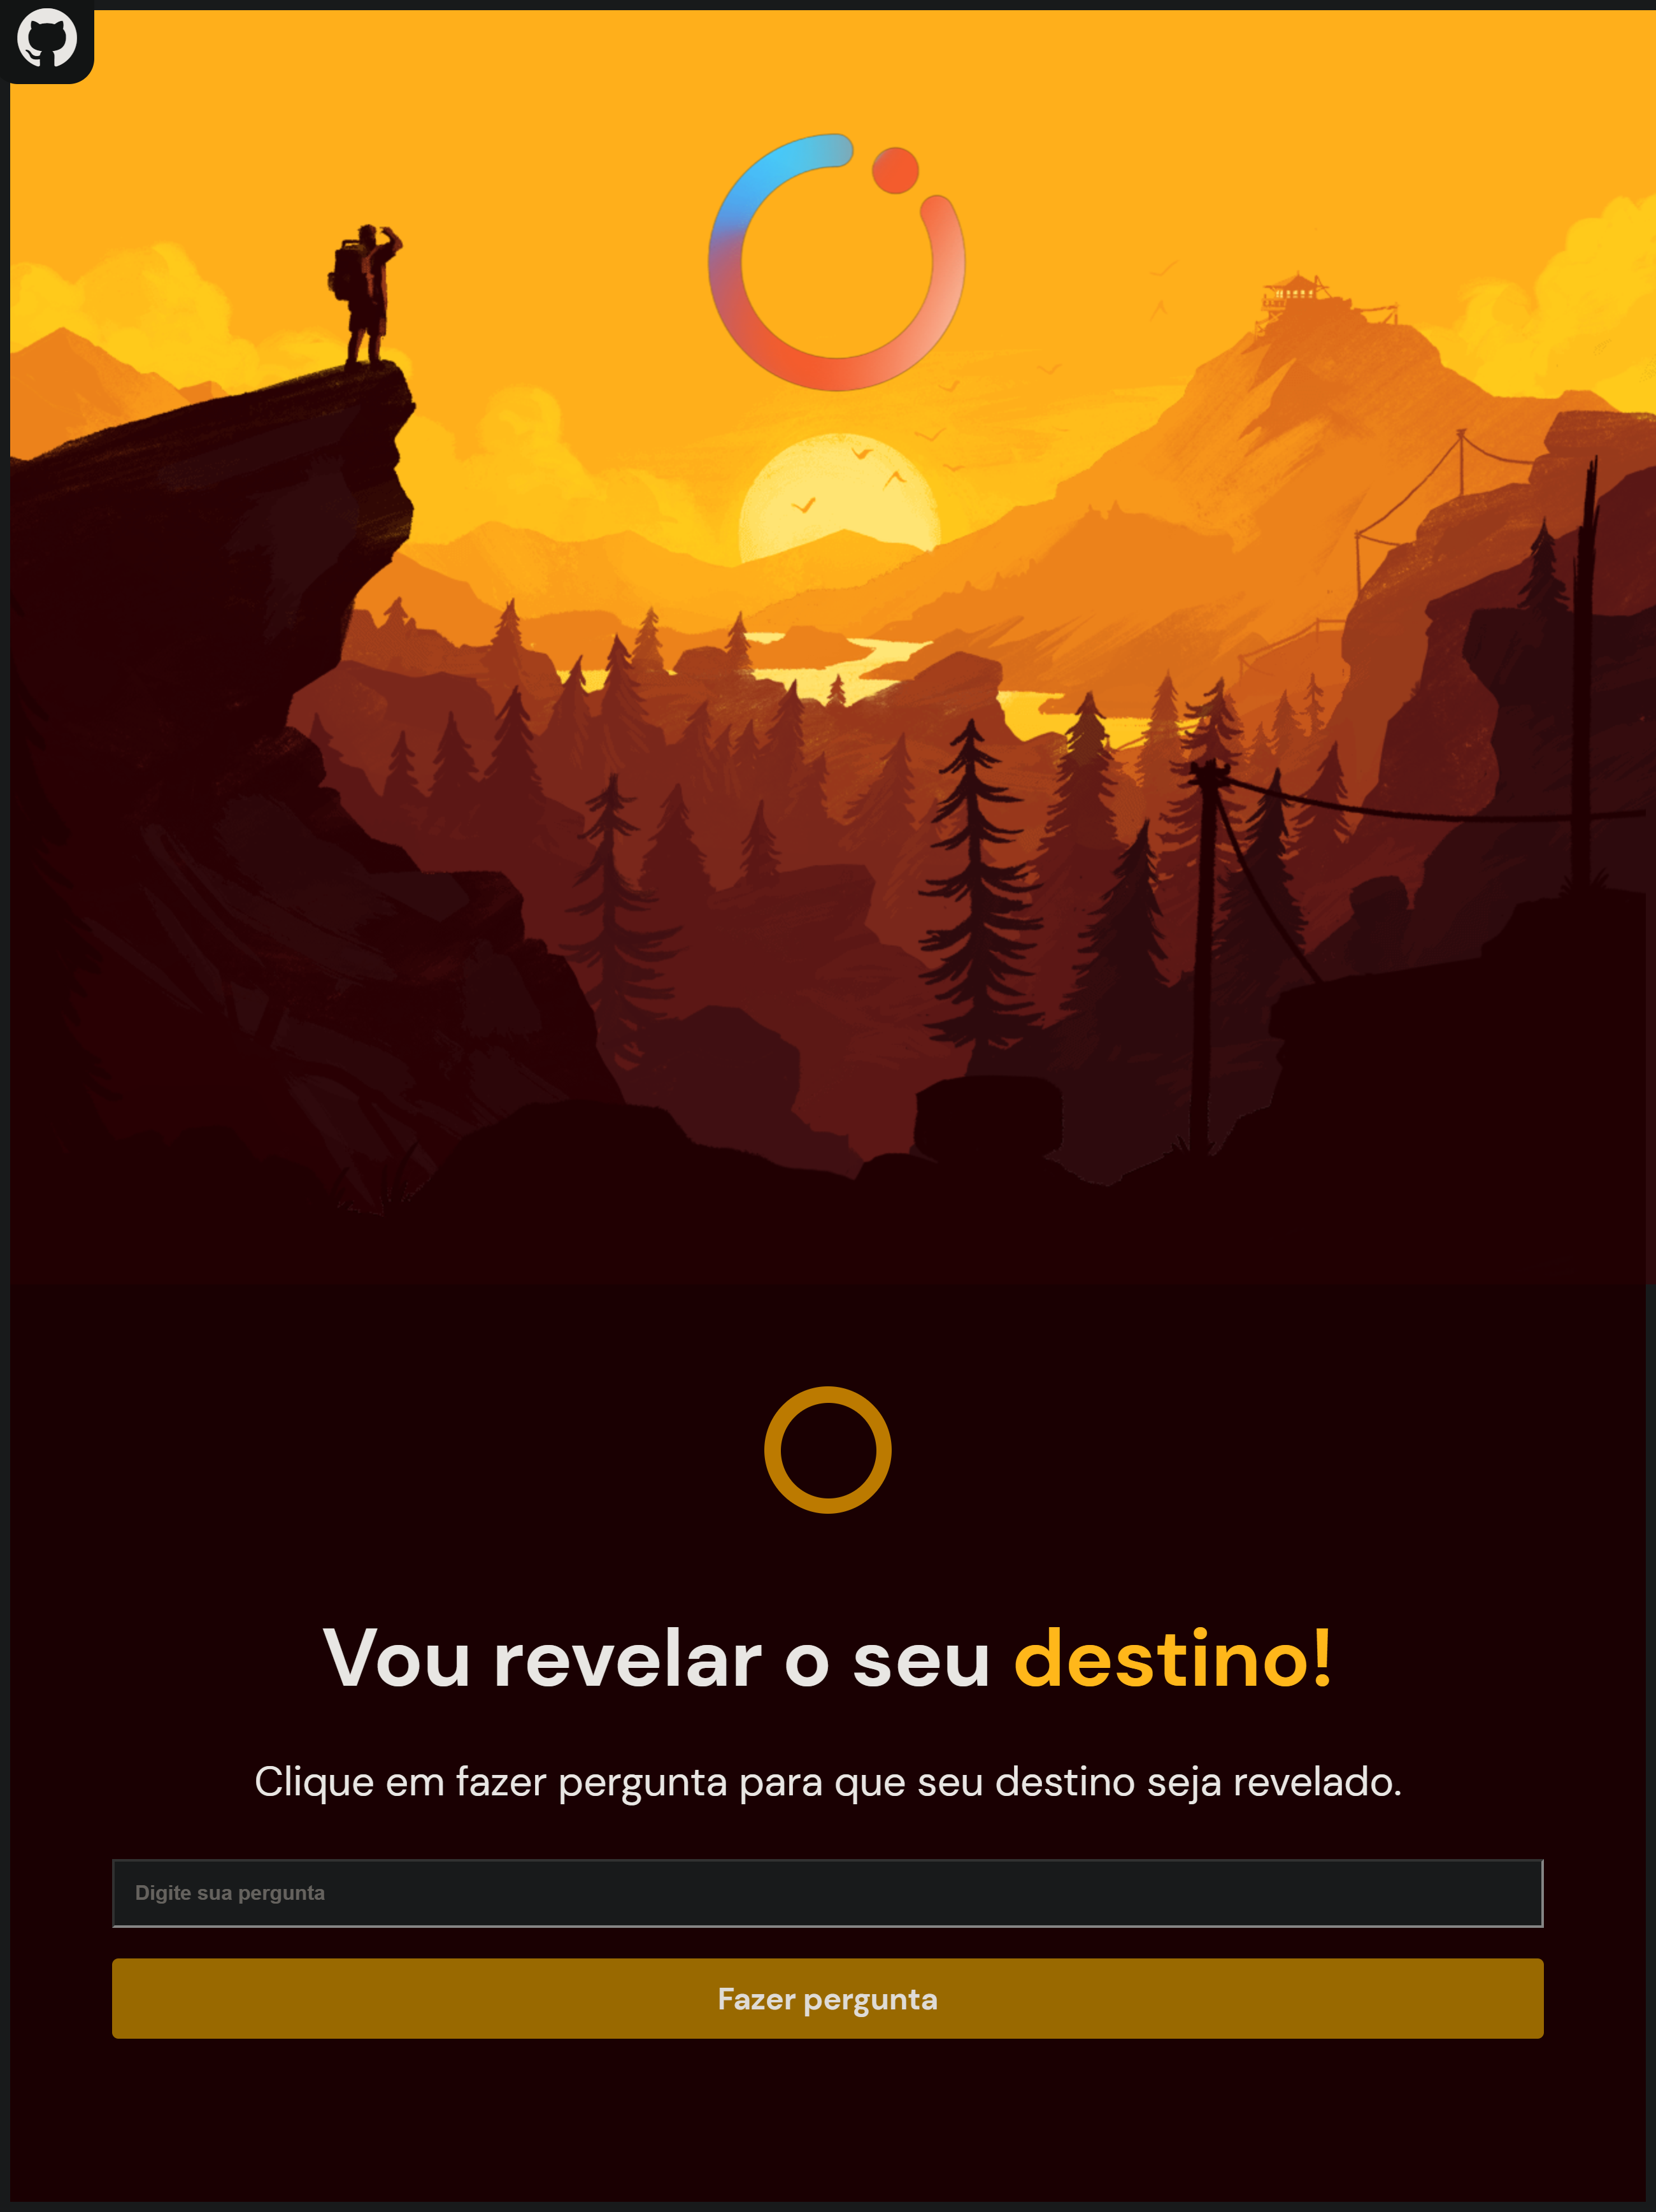 Vou revelar o seu destino!
Clique em fazer pergunta para que seu destino seja revelado.
Digite sua pergunta
Fazer pergunta